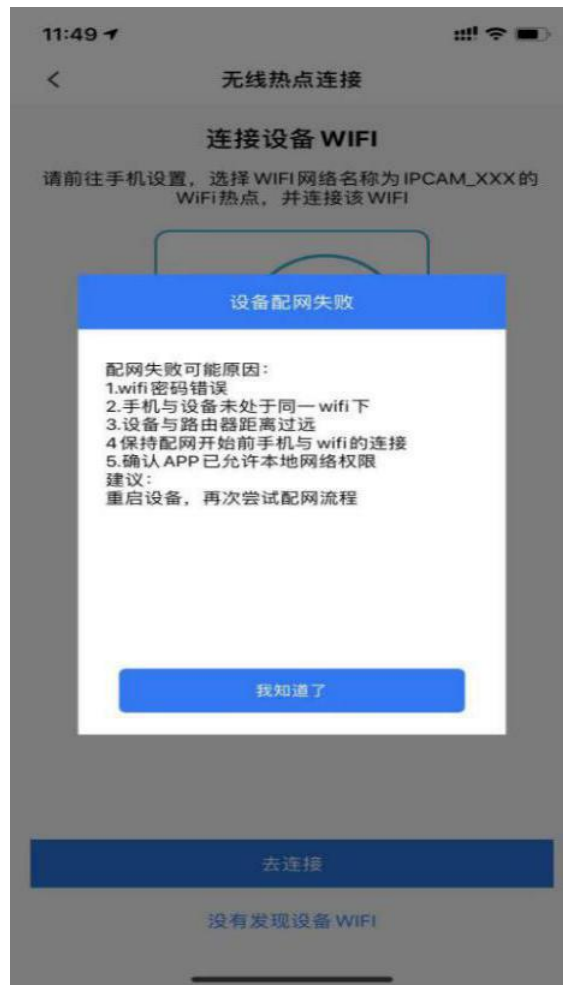 11:49
无线热点连接
连接设备 WIFI
请前往手机设置，选择 WIFI 网络名称为 IPCAM_XXX 的
WiFi 热点，并连接该 WIFI
设备配网失败
配网失败可能原因：
1.wifi 密码错误
2.手机与设备未处于同一 wifi 下
3.设备与路由器距离过远
4保持配网开始前手机与 wifi 的连接
5.确认 APP 已允许本地网络权限
建议：
重启设备，再次尝试配网流程
我知道了
去连接
没有发现设备 WIFI